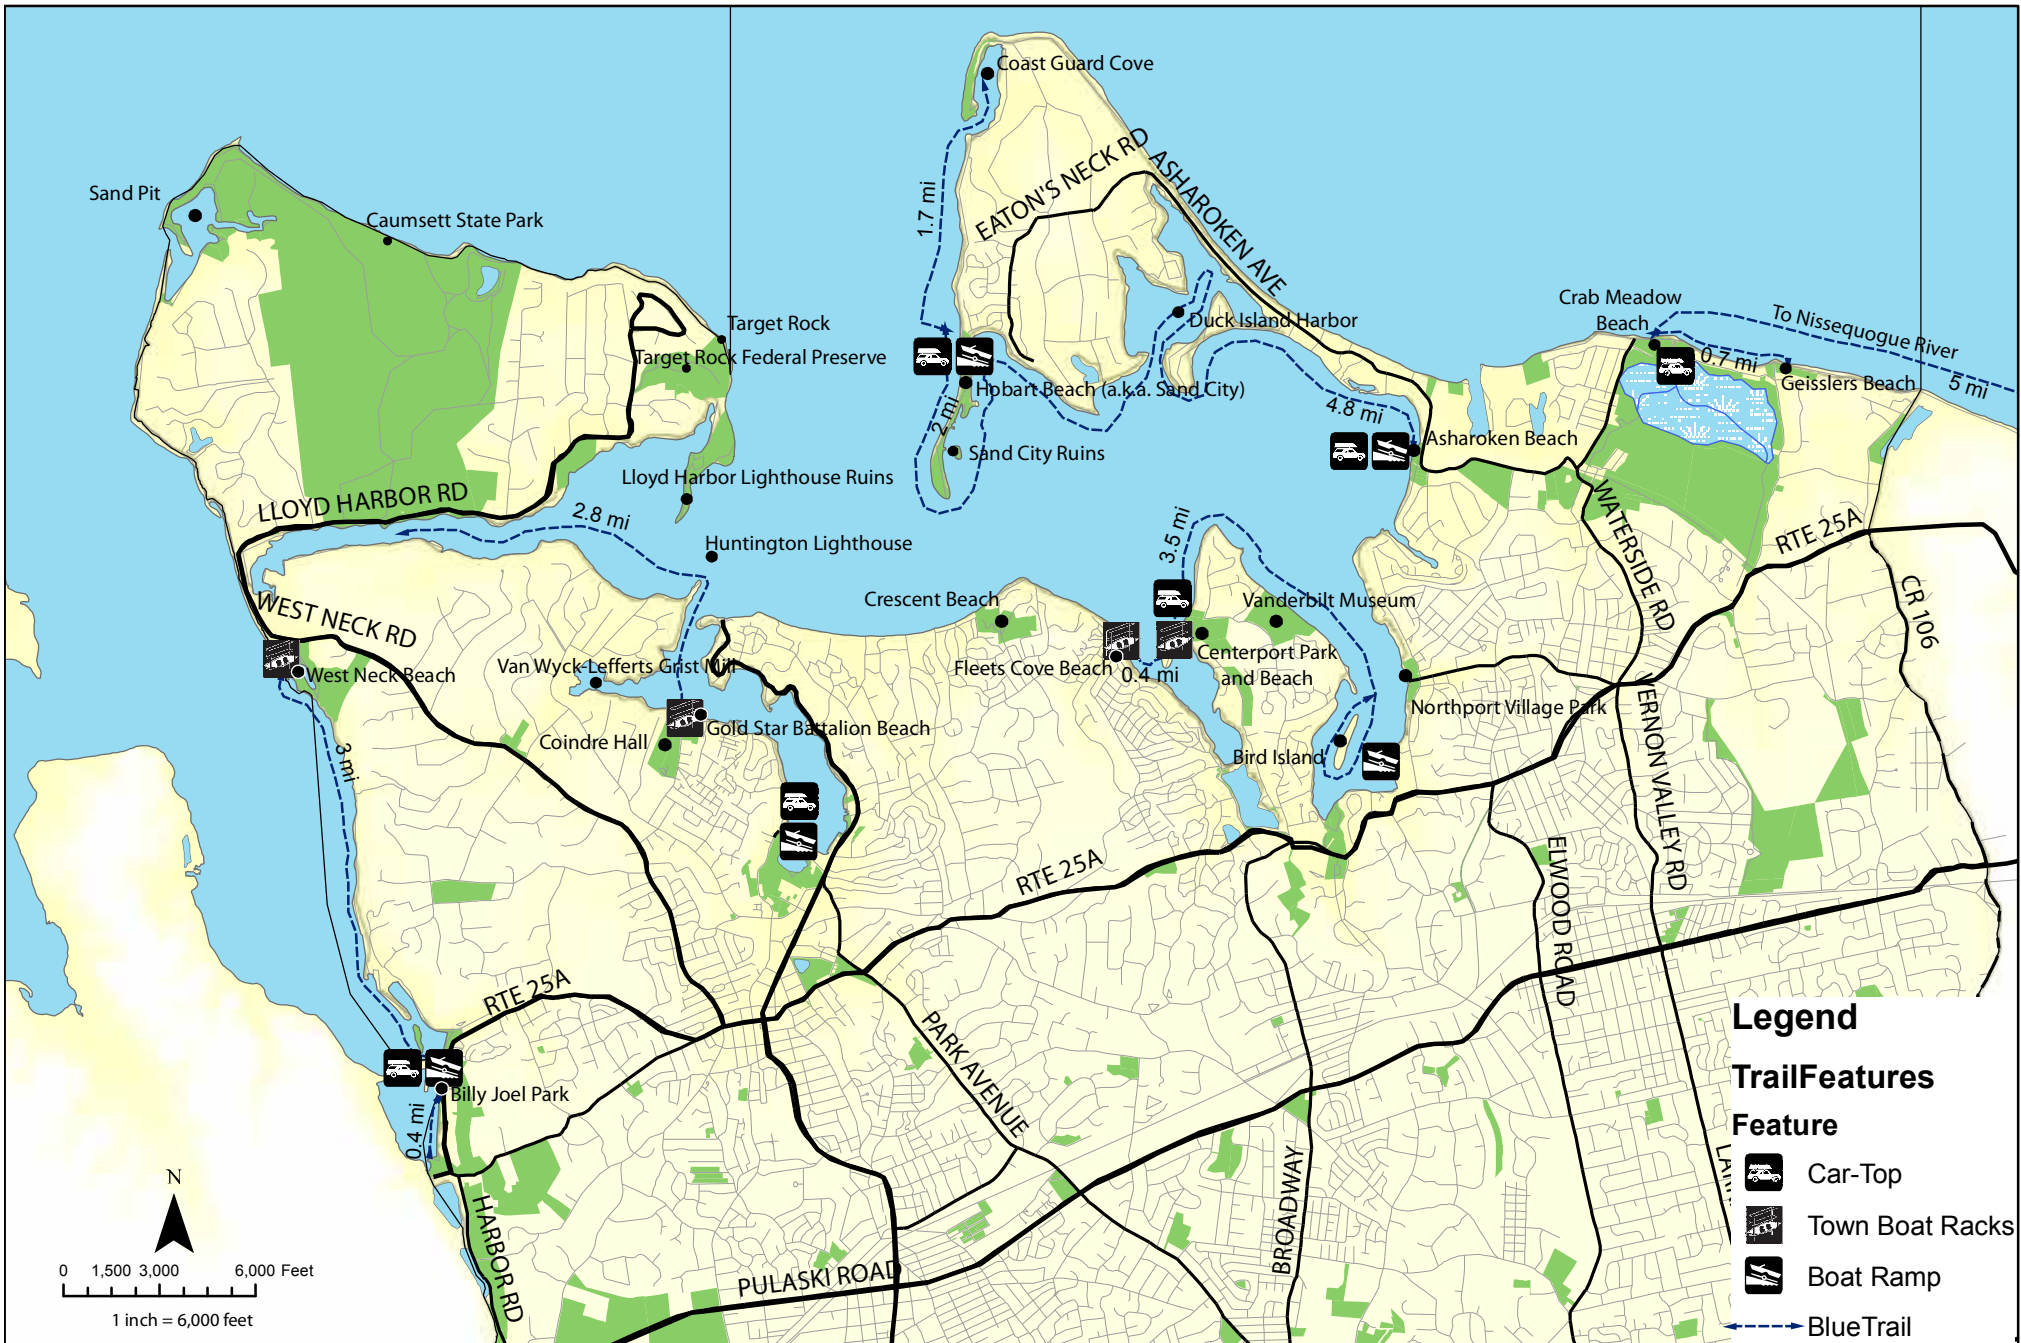 Coast Guard Cove
Sand Pit
Caumsett State Park
EATON'S NECK RD
ASHAROKEN AVE
1.7 mi
Target Rock
Target Rock Federal Preserve
Duck Island Harbor
Crab Meadow
Beach
To Nissequogue River
5 mi
0.7 mi
Geisslers Beach
Hobart Beach (a.k.a. Sand City)
2 mi
4.8 mi
Sand City Ruins
Asharoken Beach
Lloyd Harbor Lighthouse Ruins
LLOYD HARBOR RD
2.8 mi
Huntington Lighthouse
3.5 mi
WATERSIDE RD
RTE 25A
CR 106
WEST NECK RD
Crescent Beach
Vanderbilt Museum
Van Wyck-Lefferts Grist Mill
West Neck Beach
Fleets Cove Beach
0.4 mi
Centerport Park
and Beach
Northport Village Park
Gold Star Battalion Beach
Coindre Hall
Bird Island
3 mi
VERNON VALLEY RD
RTE 25A
ELWOOD ROAD
RTE 25A
PARK AVENUE
Billy Joel Park
0.4 mi
HARBOR RD
BROADWAY
PULASKI ROAD
N
0 1,500 3,000 6,000 Feet
1 inch = 6,000 feet
Legend
TrailFeatures
Feature
Car-Top
Town Boat Racks
Boat Ramp
BlueTrail